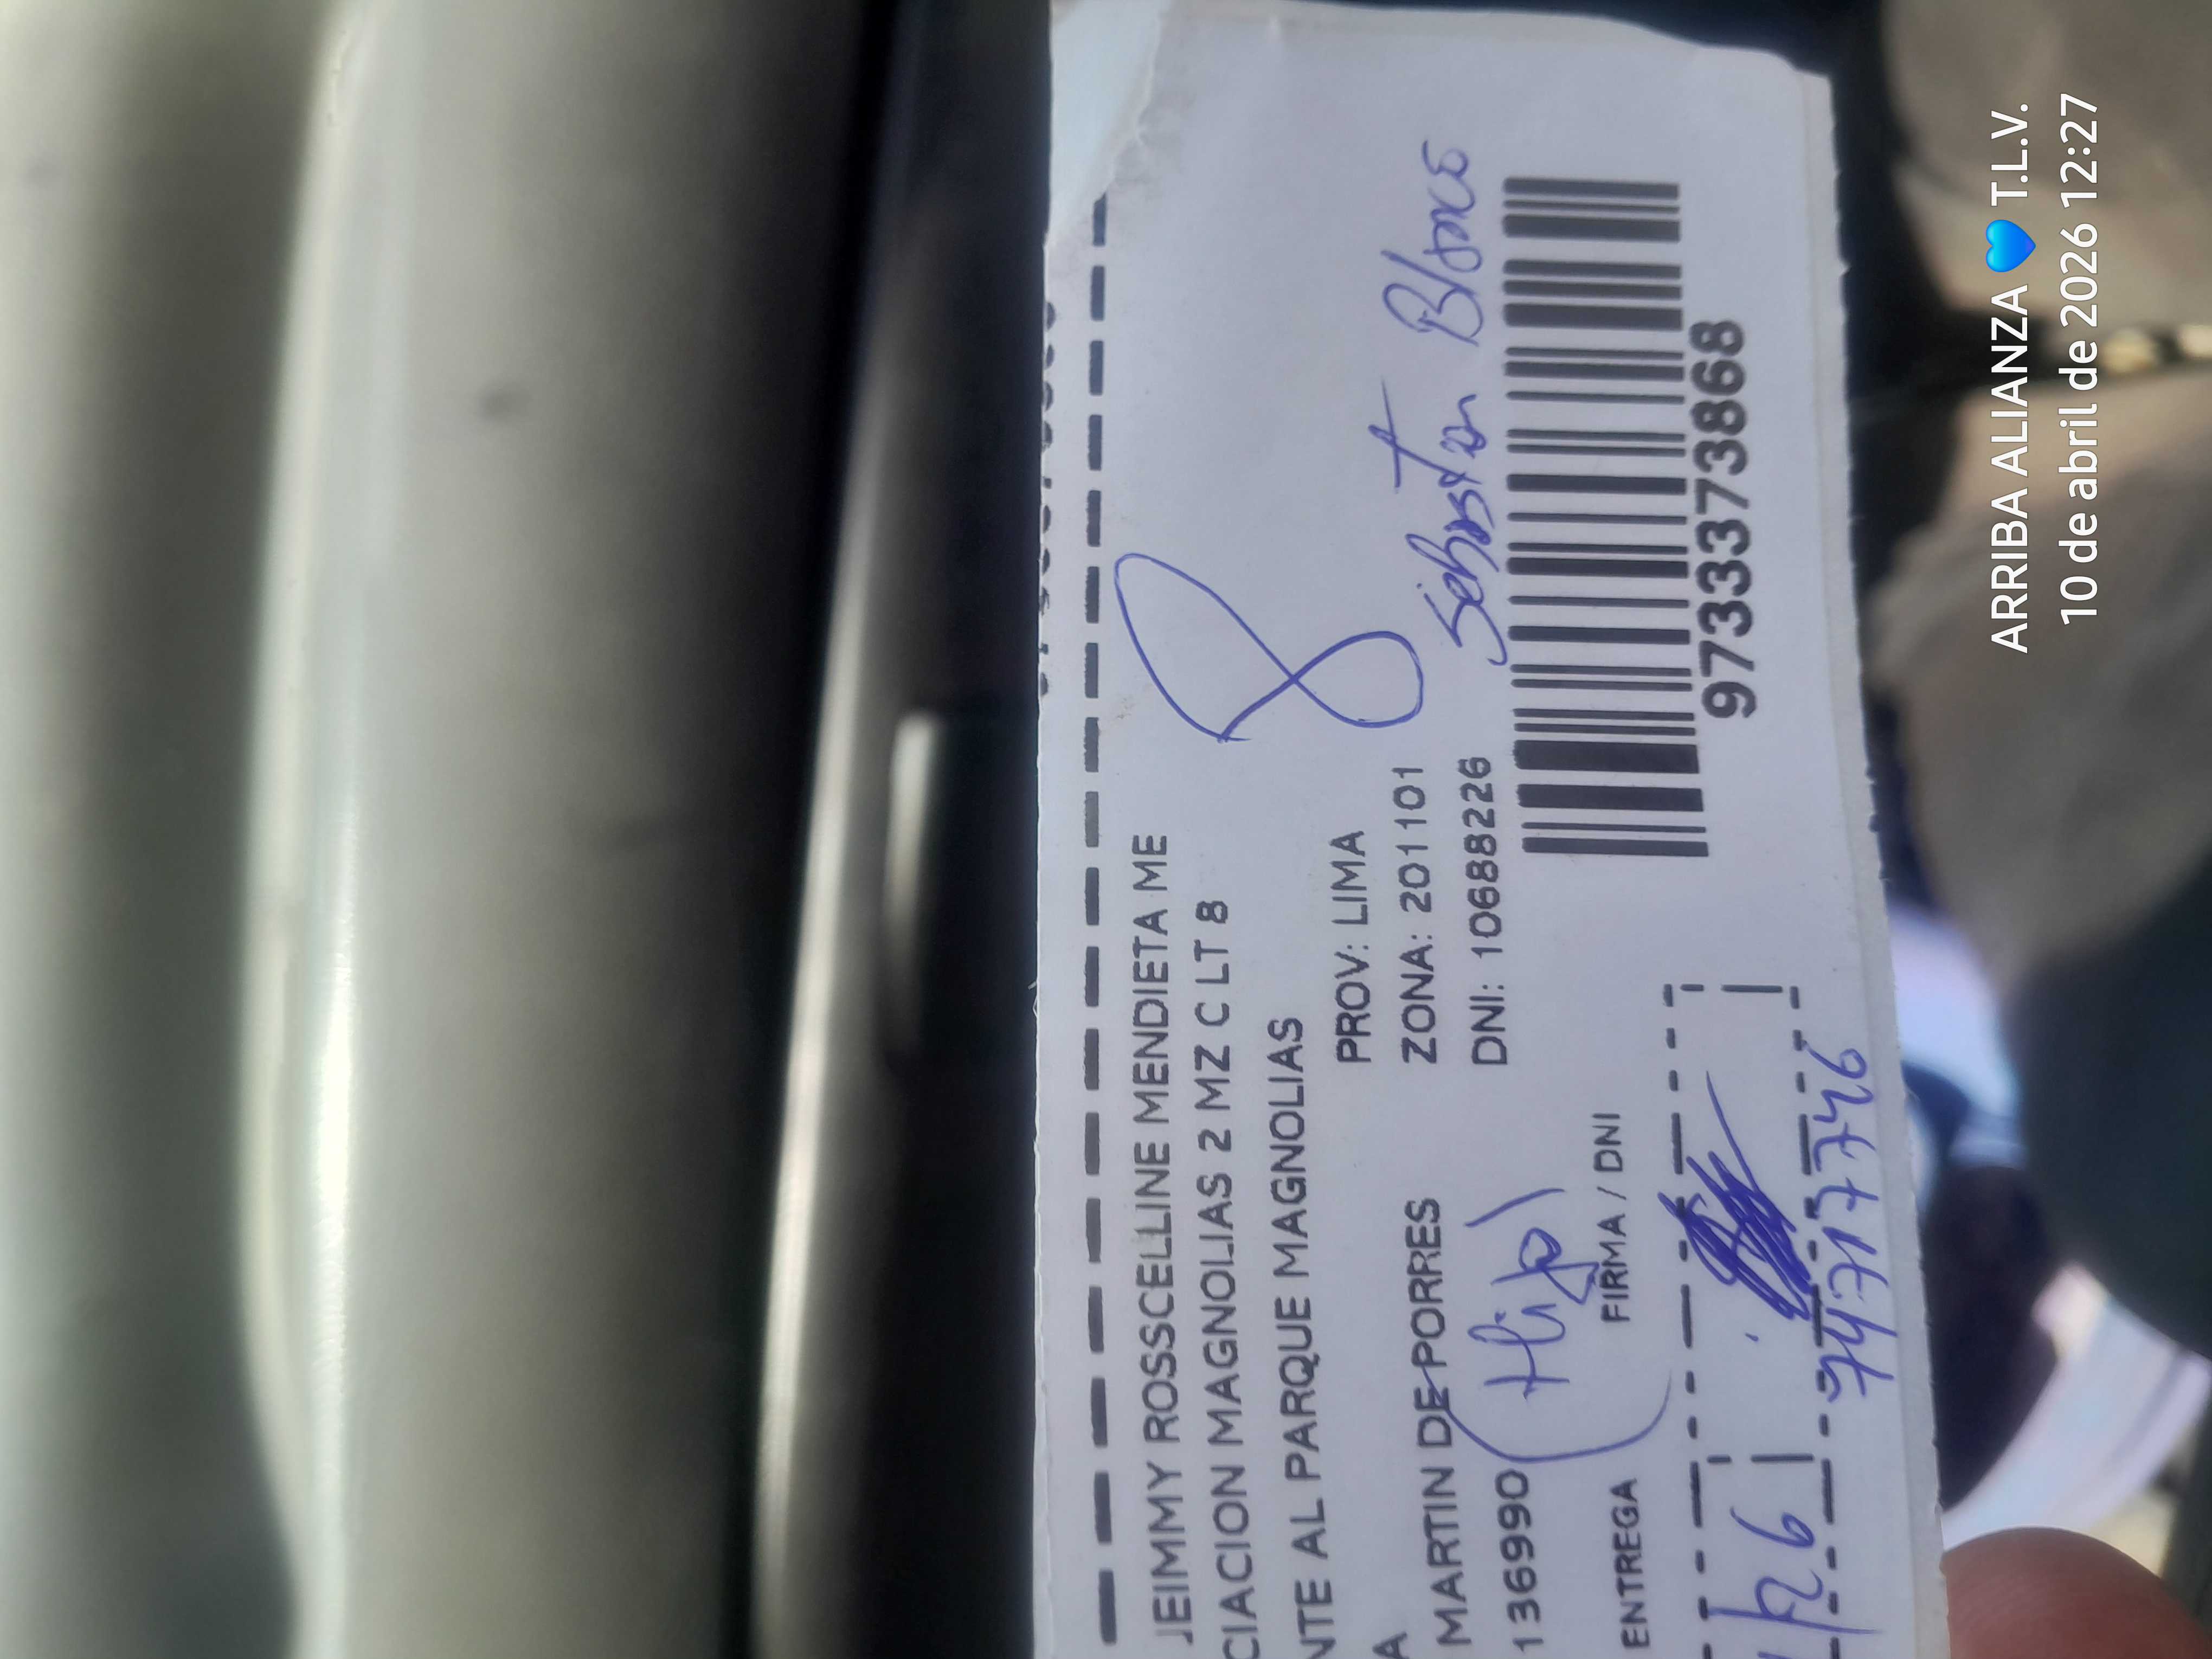 JEIMMY ROSSCELLINE MENDIETA ME
CIACION MAGNOLIAS 2 MZ C LT 8
NTE AL PARQUE MAGNOLIAS
A PROV: LIMA
MARTIN DE PORRES ZONA: 201101
136990 DNI: 10688226
(Hijo)
8
Sebastian Blanco
9733373868
ENTREGA FIRMA / DNI
/26
ARRIBA ALIANZA 💙 T.L.V.
10 de abril de 2026 12:27